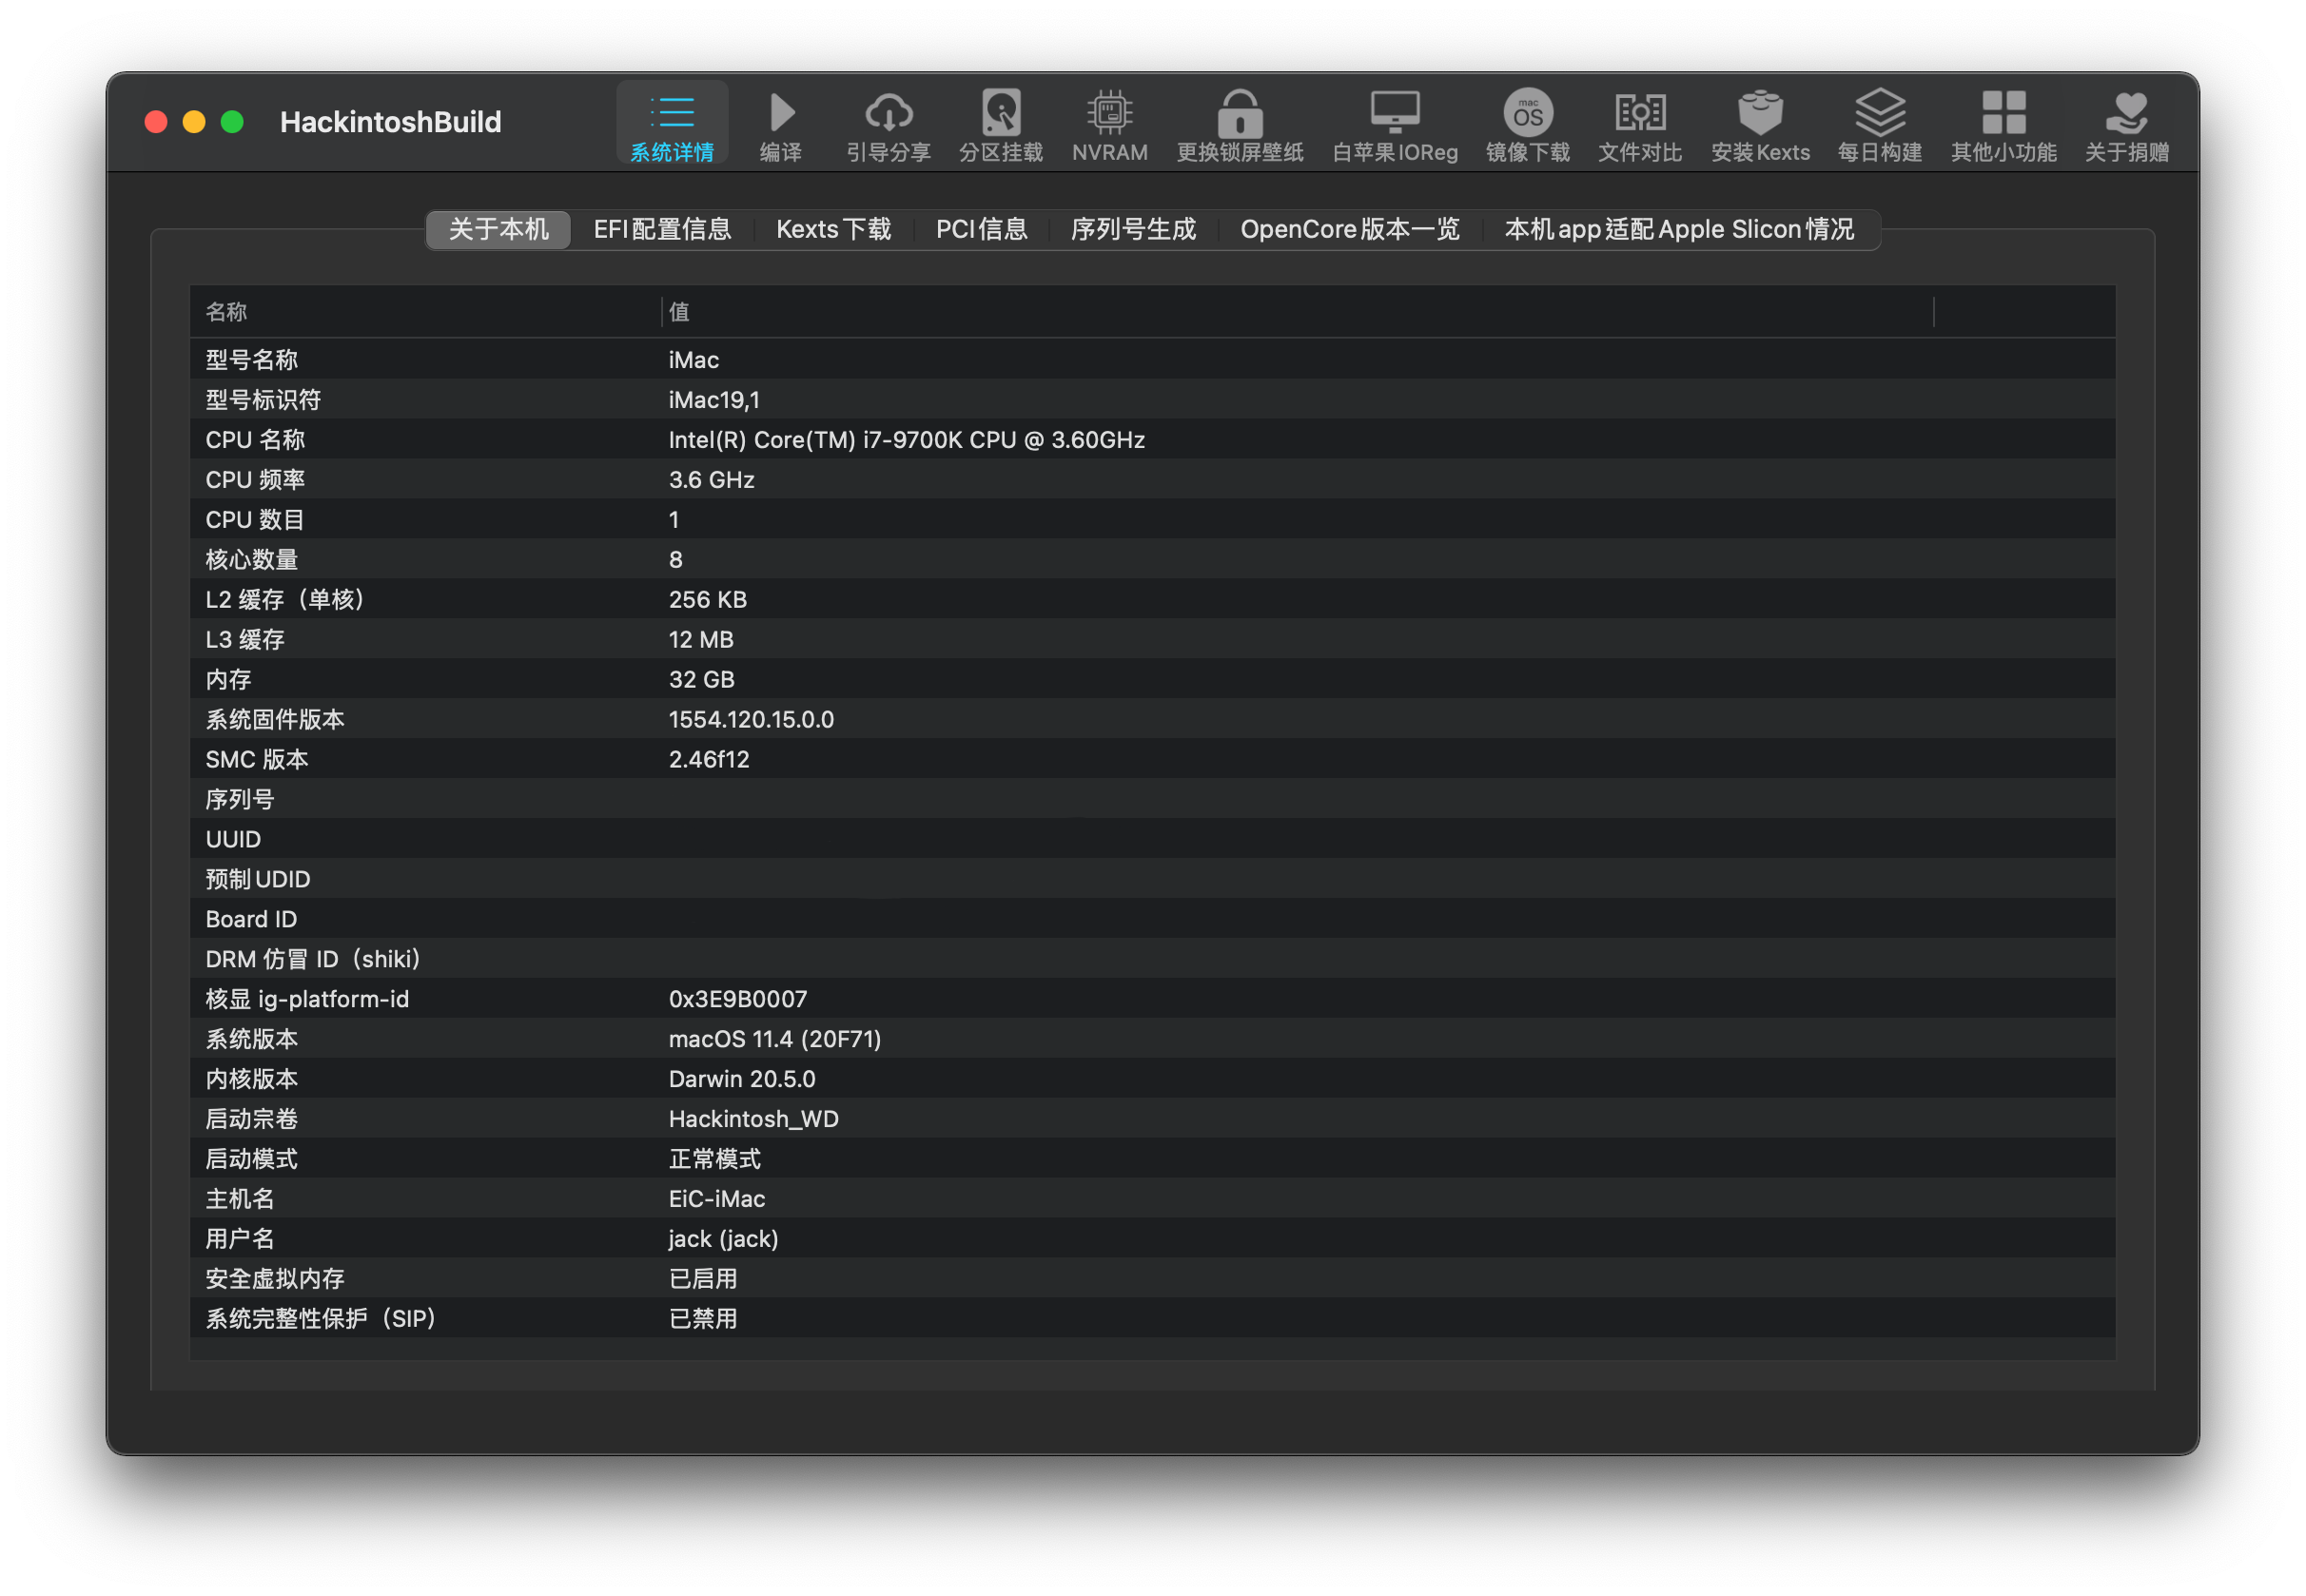 HackintoshBuild
系统详情 编译 引导分享 分区挂载 NVRAM 更换锁屏壁纸 白苹果IOReg mac OS 镜像下载 文件对比 安装Kexts 每日构建 其他小功能 关于捐赠
关于本机 EFI配置信息 Kexts下载 PCI信息 序列号生成 OpenCore版本一览 本机app适配Apple Slicon情况
名称 值
型号名称 iMac
型号标识符 iMac19,1
CPU 名称 Intel(R) Core(TM) i7-9700K CPU @ 3.60GHz
CPU 频率 3.6 GHz
CPU 数目 1
核心数量 8
L2 缓存（单核） 256 KB
L3 缓存 12 MB
内存 32 GB
系统固件版本 1554.120.15.0.0
SMC 版本 2.46f12
序列号
UUID
预制UDID
Board ID
DRM 仿冒 ID（shiki）
核显 ig-platform-id 0x3E9B0007
系统版本 macOS 11.4 (20F71)
内核版本 Darwin 20.5.0
启动宗卷 Hackintosh_WD
启动模式 正常模式
主机名 EiC-iMac
用户名 jack (jack)
安全虚拟内存 已启用
系统完整性保护（SIP） 已禁用